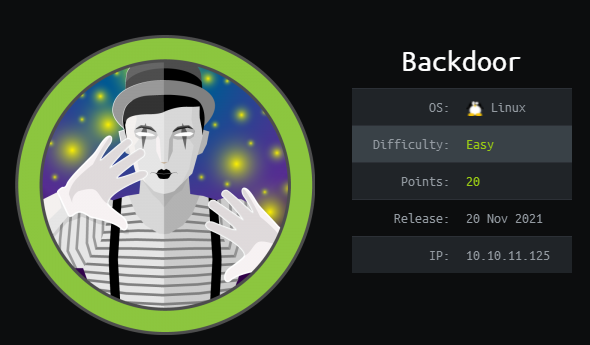 Backdoor
OS: Linux
Difficulty: Easy
Points: 20
Release: 20 Nov 2021
IP: 10.10.11.125